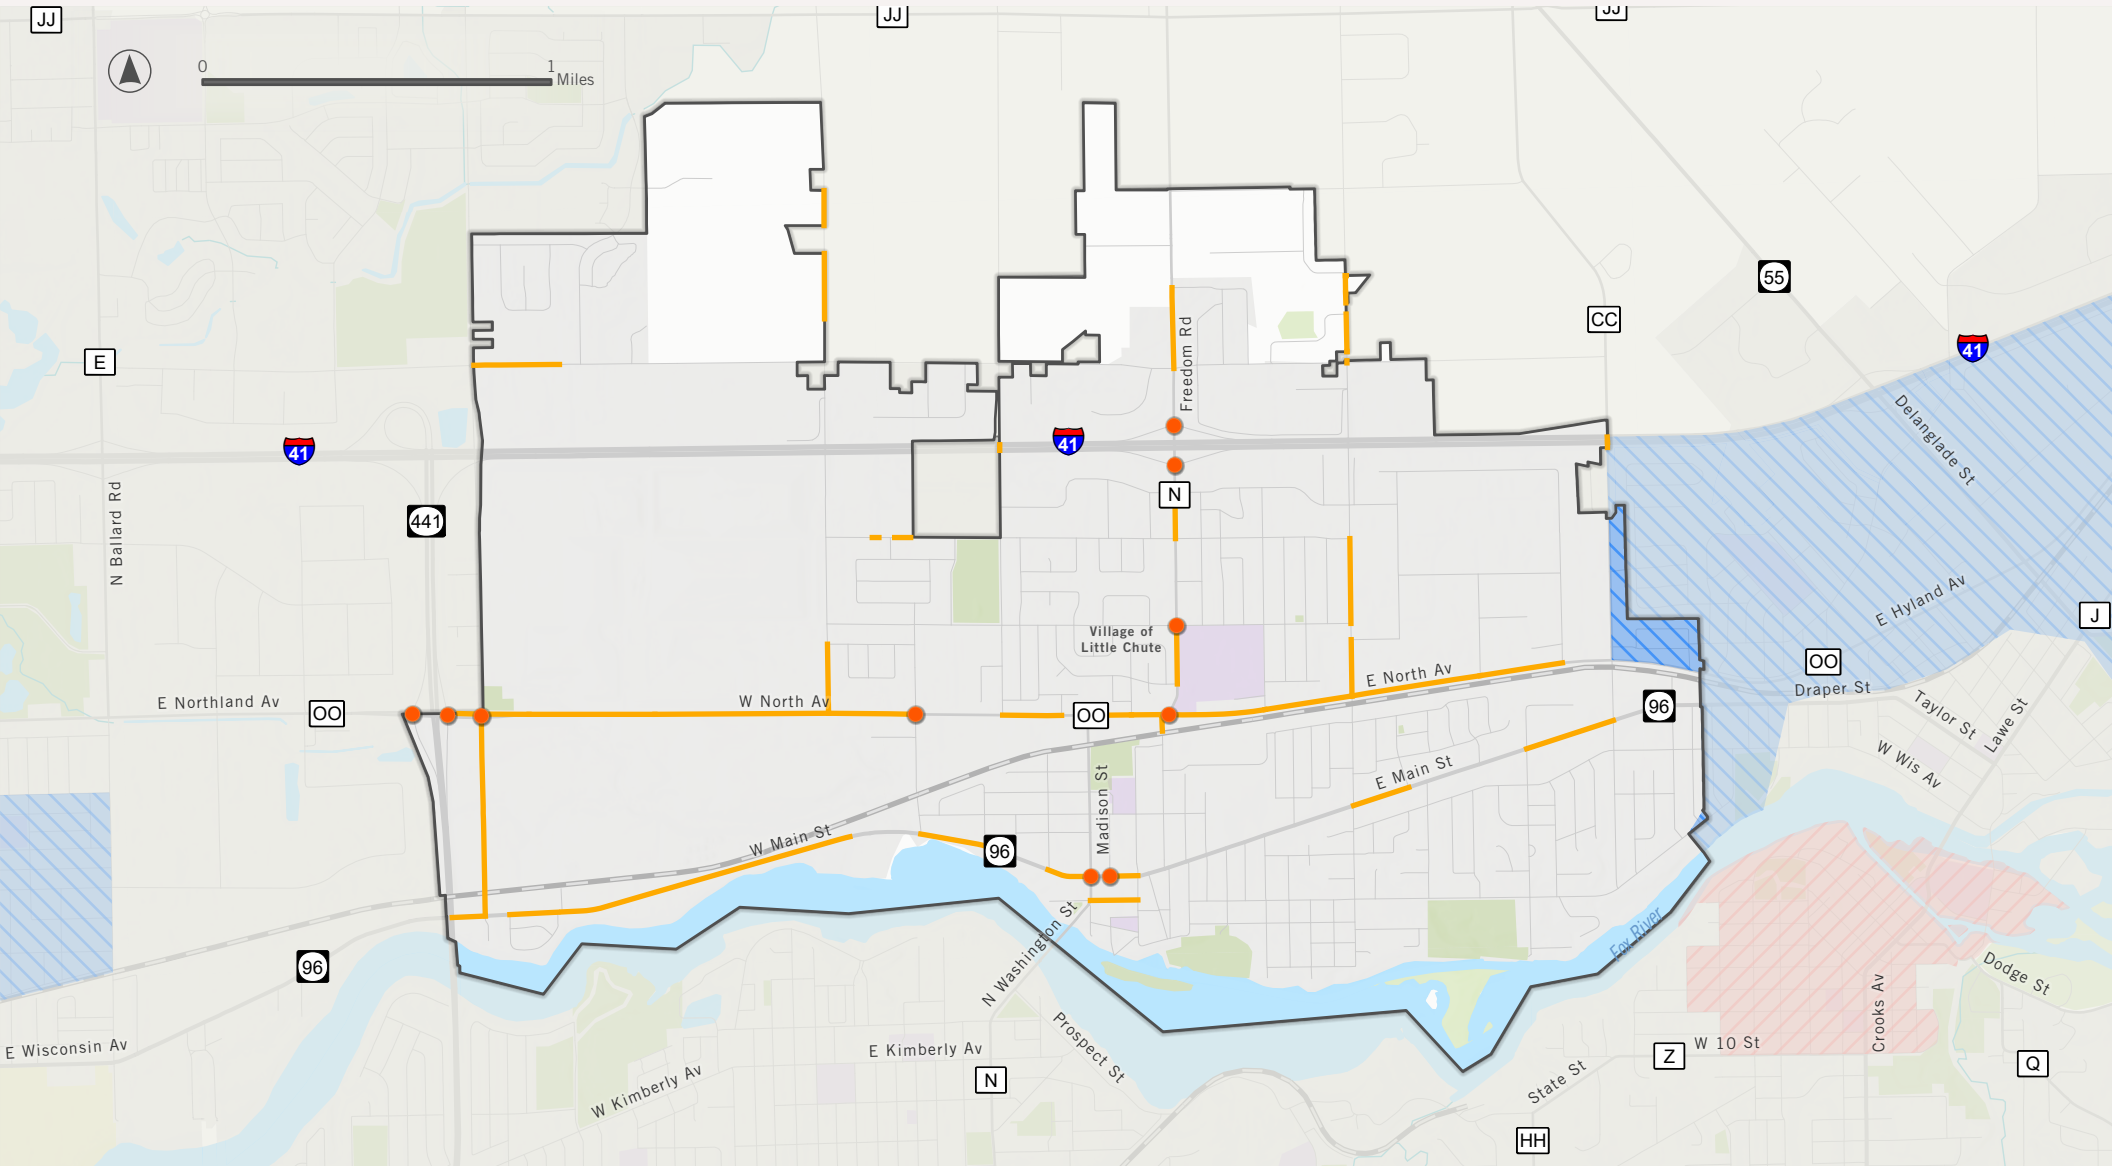 JJ
JJ
JJ
0
1
Miles
55
CC
41
E
Freedom Rd
Delanglade St
41
41
N Ballard Rd
441
N
E Hyland Av
J
Village of
Little Chute
E North Av
OO
Draper St
E Northland Av
OO
W North Av
OO
96
Taylor St
Lawe St
W Wis Av
E Main St
Madison St
W Main St
96
Fox River
N Washington St
96
Dodge St
Crooks Av
E Wisconsin Av
E Kimberly Av
Prospect St
W 10 St
Z
Q
N
W Kimberly Av
State St
HH